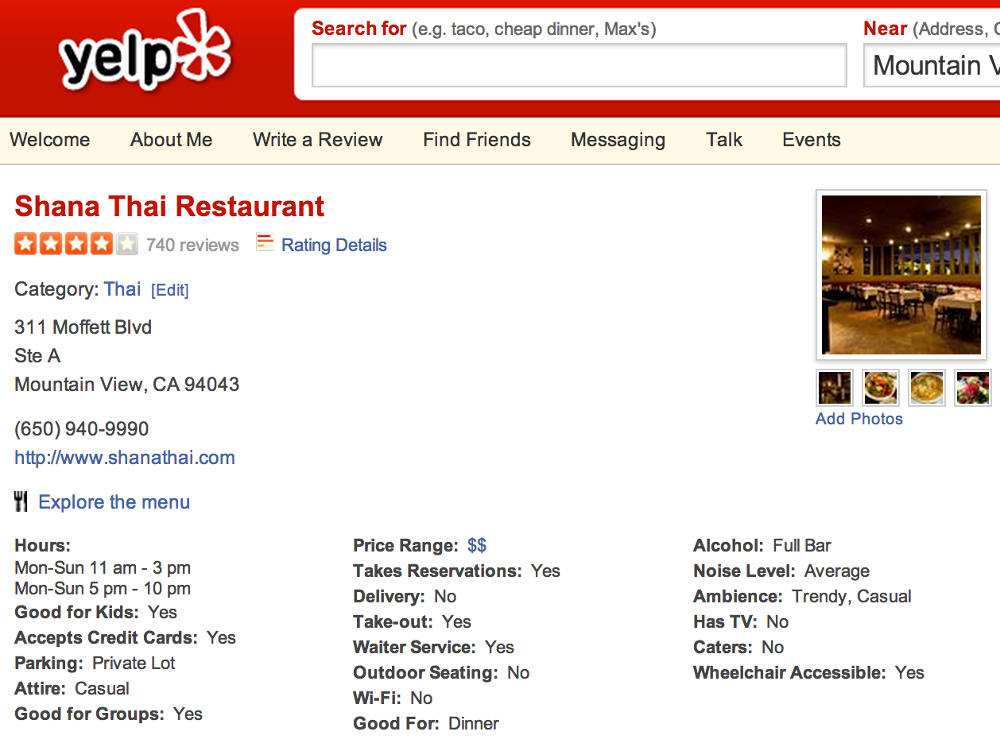 yelp
Search for (e.g. taco, cheap dinner, Max's)
Near (Address,
Mountain
Welcome About Me Write a Review Find Friends Messaging Talk Events
Shana Thai Restaurant
740 reviews Rating Details
Category: Thai [Edit]
311 Moffett Blvd
Ste A
Mountain View, CA 94043
(650) 940-9990
http://www.shanathai.com
Add Photos
Explore the menu
Hours:
Mon-Sun 11 am - 3 pm
Mon-Sun 5 pm - 10 pm
Good for Kids: Yes
Accepts Credit Cards: Yes
Parking: Private Lot
Attire: Casual
Good for Groups: Yes
Price Range: $$
Takes Reservations: Yes
Delivery: No
Take-out: Yes
Waiter Service: Yes
Outdoor Seating: No
Wi-Fi: No
Good For: Dinner
Alcohol: Full Bar
Noise Level: Average
Ambience: Trendy, Casual
Has TV: No
Caters: No
Wheelchair Accessible: Yes